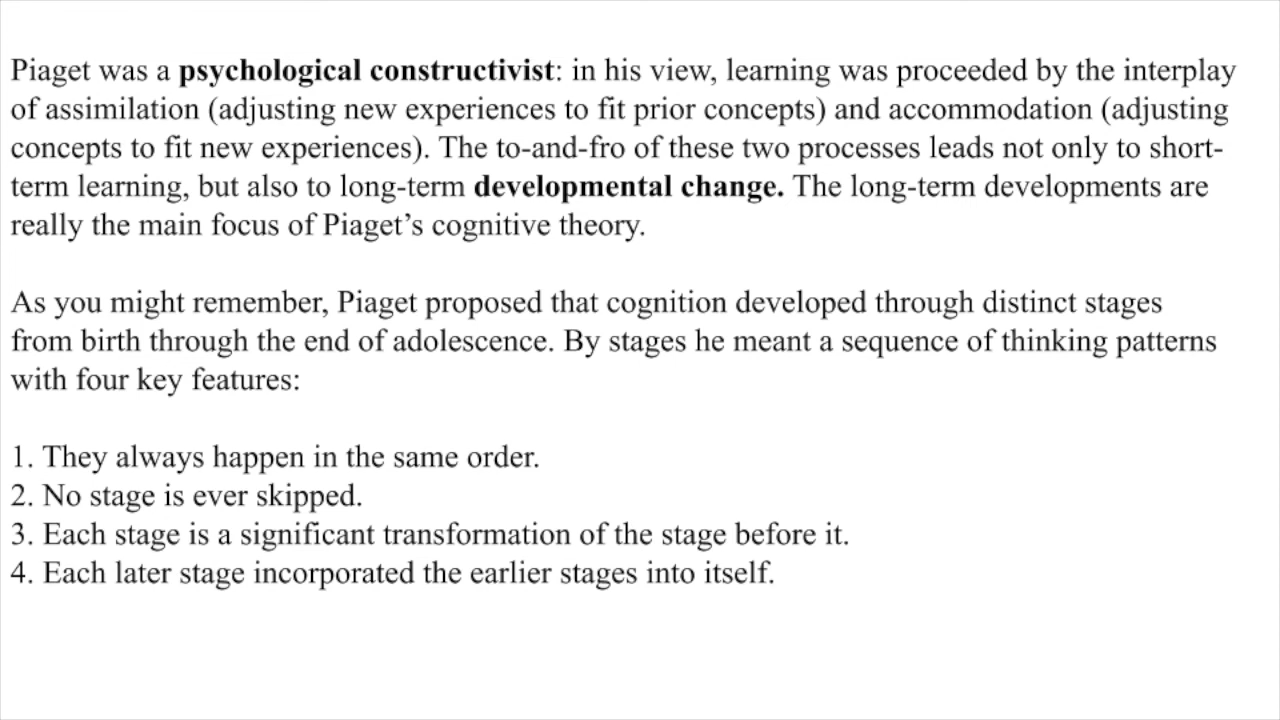 Piaget was a psychological constructivist: in his view, learning was proceeded by the interplay
of assimilation (adjusting new experiences to fit prior concepts) and accommodation (adjusting
concepts to fit new experiences). The to-and-fro of these two processes leads not only to short-
term learning, but also to long-term developmental change. The long-term developments are
really the main focus of Piaget’s cognitive theory.
As you might remember, Piaget proposed that cognition developed through distinct stages
from birth through the end of adolescence. By stages he meant a sequence of thinking patterns
with four key features:
1. They always happen in the same order.
2. No stage is ever skipped.
3. Each stage is a significant transformation of the stage before it.
4. Each later stage incorporated the earlier stages into itself.